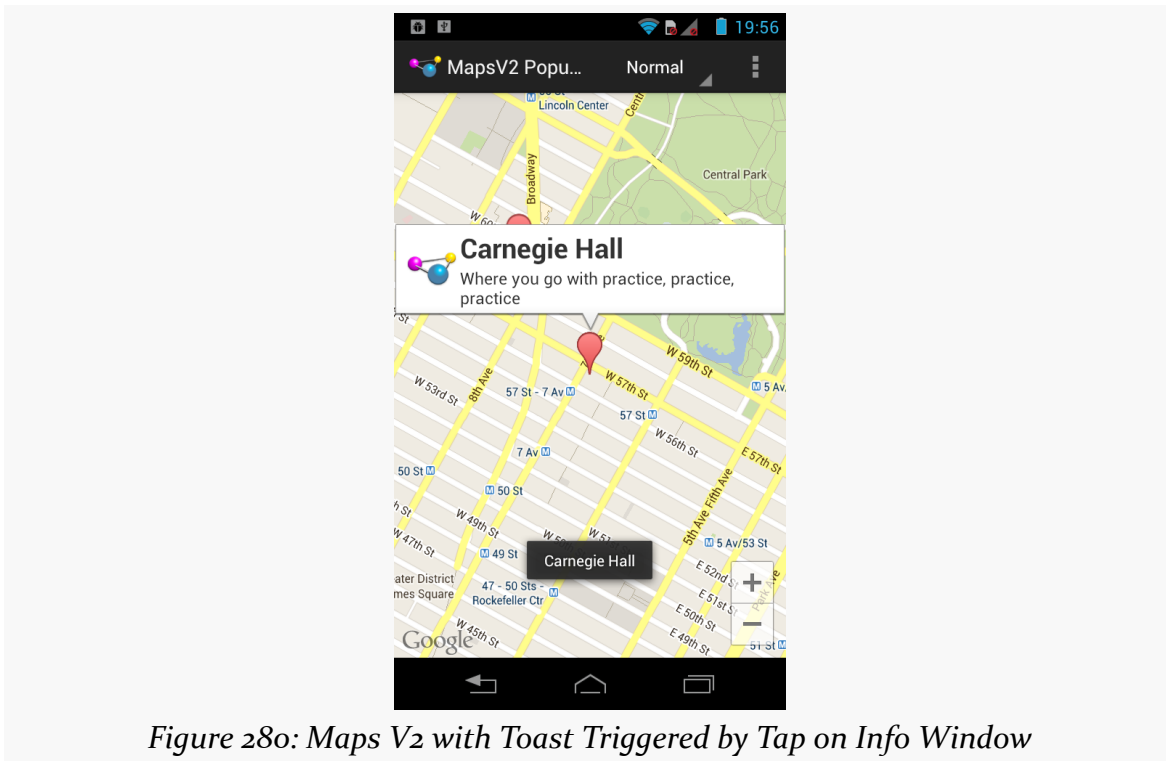 19:56
MapsV2 Popu...
Normal
Lincoln Center
Central Park
Broadway
Carnegie Hall
Where you go with practice, practice,
practice
W 59th St
8th Ave
W 57th St
W 53rd St
57 St - 7 Av
5 Av
57 St
W 56th St
7 Av
E 57th St
50 St
50 St
5th Ave
Fifth Ave
W 49th St
5 Av/53 St
W 47th St
49 St
Carnegie Hall
E 52nd
47 - 50 Sts -
Rockefeller Ctr
E 51st St
Park Ave
mes Square
ater District
E 50th St
W 45th St
E 49th St
51 St
Google
Figure 280: Maps V2 with Toast Triggered by Tap on Info Window